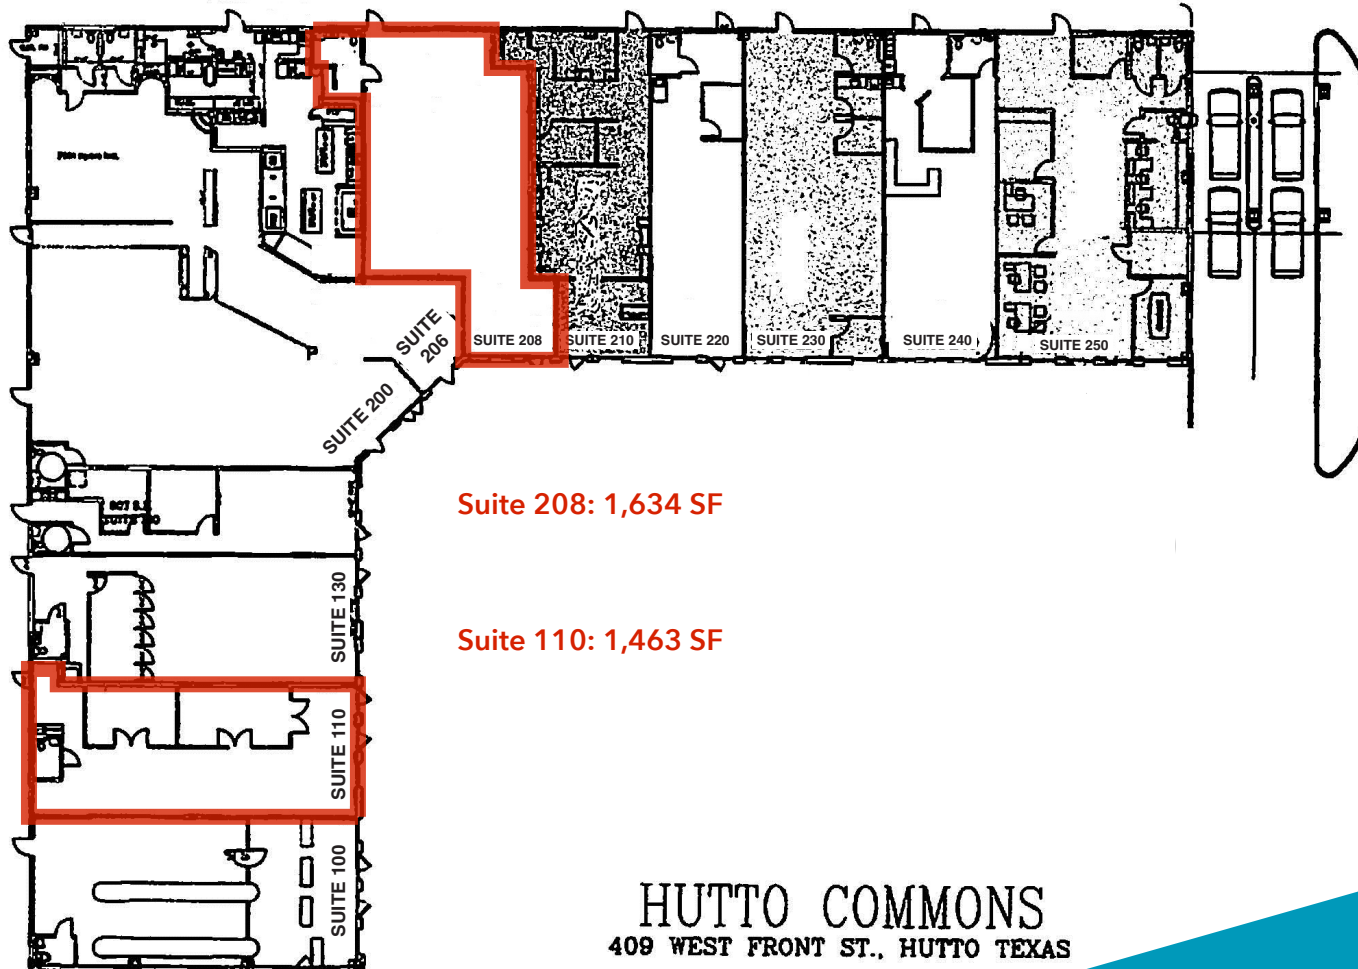 SUITE
206
SUITE 208
SUITE 210
SUITE 220
SUITE 230
SUITE 240
SUITE 250
SUITE 200
Suite 208: 1,634 SF
SUITE 130
Suite 110: 1,463 SF
SUITE 110
SUITE 100
HUTTO COMMONS
409 WEST FRONT ST., HUTTO TEXAS